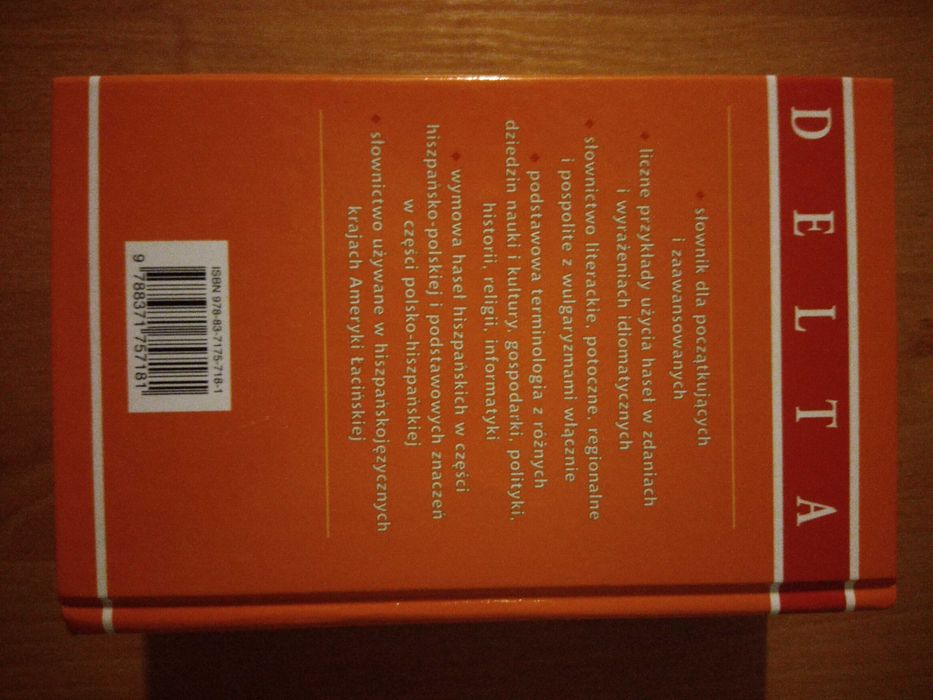 DELTA
◆ słownik dla początkujących
i zaawansowanych
◆ liczne przykłady użycia haseł w zdaniach
i wyrażeniach idiomatycznych
◆ słownictwo literackie, potoczne, regionalne
i pospolite z wulgaryzmami włącznie
◆ podstawowa terminologia z różnych
dziedzin nauki i kultury, gospodarki, polityki,
historii, religii, informatyki
◆ wymowa haseł hiszpańskich w części
hiszpańsko-polskiej i podstawowych znaczeń
w części polsko-hiszpańskiej
◆ słownictwo używane w hiszpańskojęzycznych
krajach Ameryki Łacińskiej
ISBN 978-83-7175-718-1
9 788371 757181